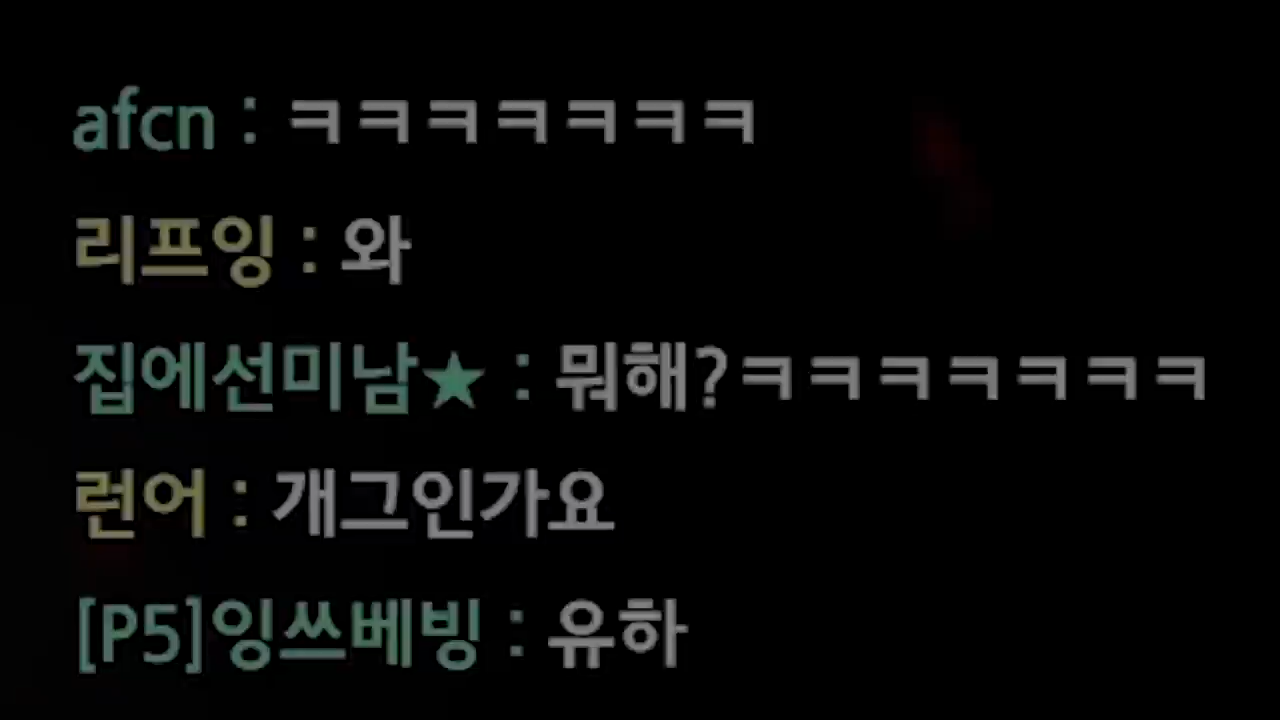 afcn : ㅋㅋㅋㅋㅋㅋㅋ
리프잉 : 와
집에선미남★ : 뭐해?ㅋㅋㅋㅋㅋㅋㅋ
런어 : 개그인가요
[P5]잉쓰베빙 : 유하